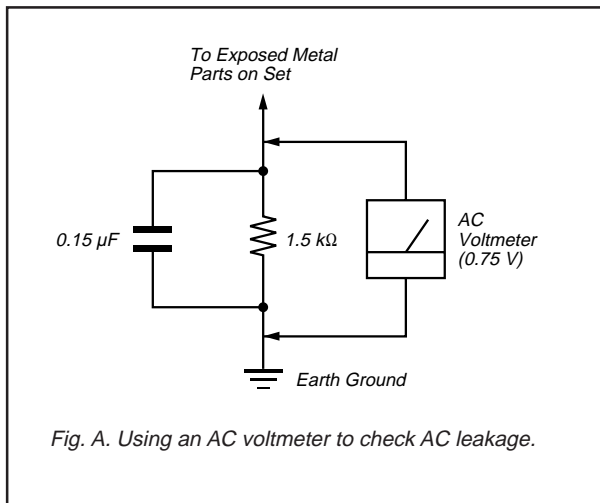 To Exposed Metal
Parts on Set
0.15 µF
1.5 kΩ
AC
Voltmeter
(0.75 V)
Earth Ground
Fig. A. Using an AC voltmeter to check AC leakage.